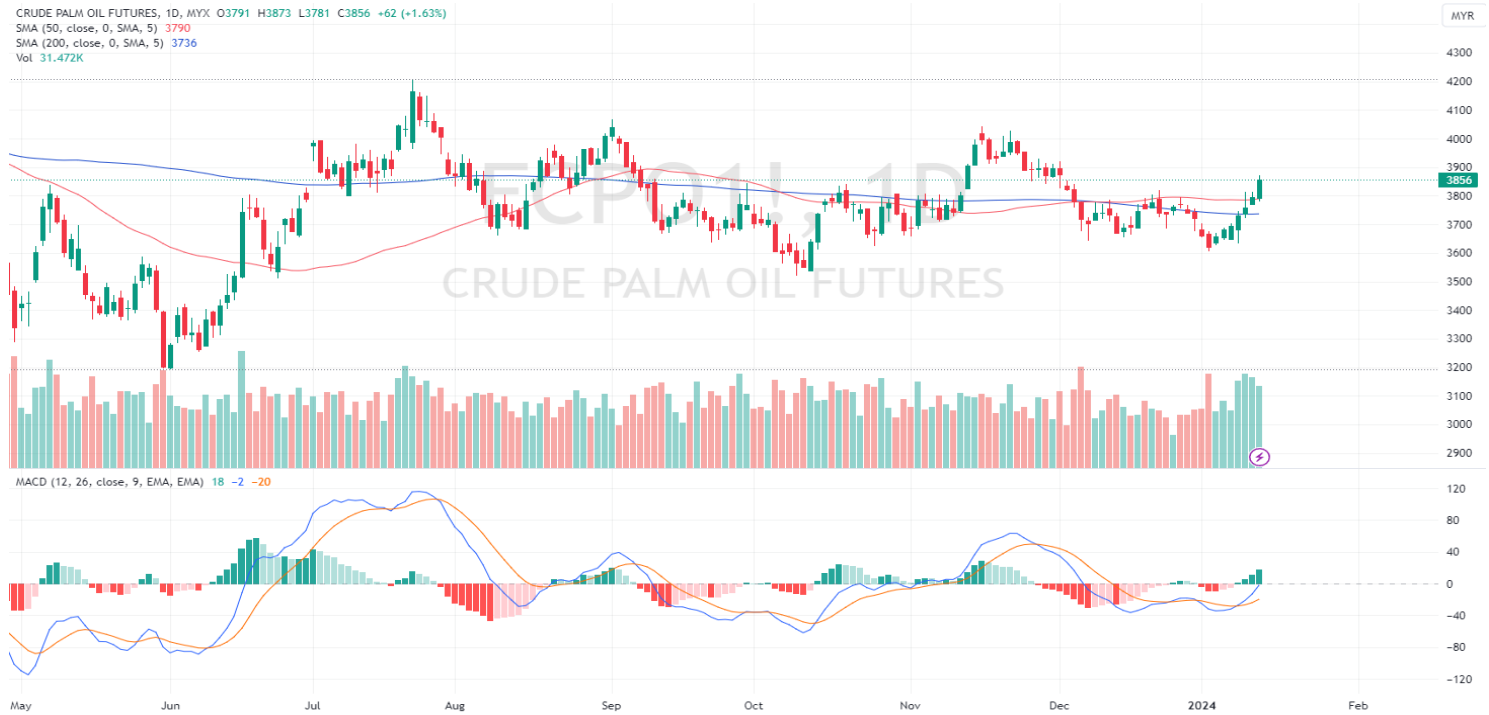 CRUDE PALM OIL FUTURES, 1D, MYX O3791 H3873 L3781 C3856 +62 (+1.63%)
MYR
SMA (50, close, 0, SMA, 5) 3790
SMA (200, close, 0, SMA, 5) 3736
Vol 31.472K
4300
4200
4100
4000
3900
3856
3800
3700
3600
3500
3400
3300
3200
3100
3000
2900
FCPO1!, 1D
CRUDE PALM OIL FUTURES
MACD (12, 26, close, 9, EMA, EMA) 18 −2 −20
120
80
40
0
−40
−80
−120
May Jun Jul Aug Sep Oct Nov Dec 2024 Feb